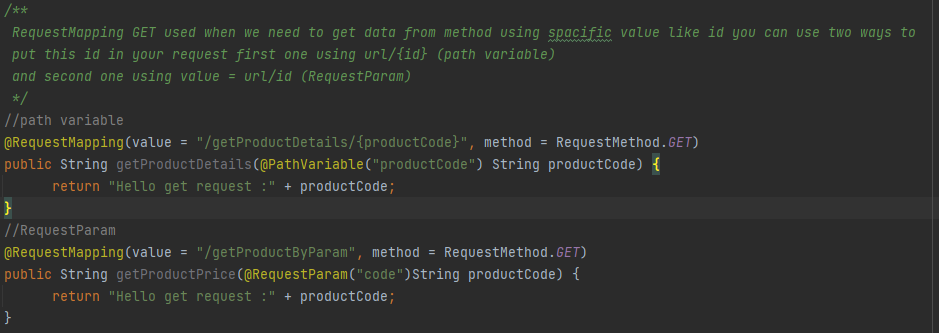 /**
RequestMapping GET used when we need to get data from method using spacific value like id you can use two ways to
put this id in your request first one using url/{id} (path variable)
and second one using value = url/id (RequestParam)
*/
//path variable
@RequestMapping(value = "/getProductDetails/{productCode}", method = RequestMethod.GET)
public String getProductDetails(@PathVariable("productCode") String productCode) {
return "Hello get request :" + productCode;
}
//RequestParam
@RequestMapping(value = "/getProductByParam", method = RequestMethod.GET)
public String getProductPrice(@RequestParam("code")String productCode) {
return "Hello get request :" + productCode;
}